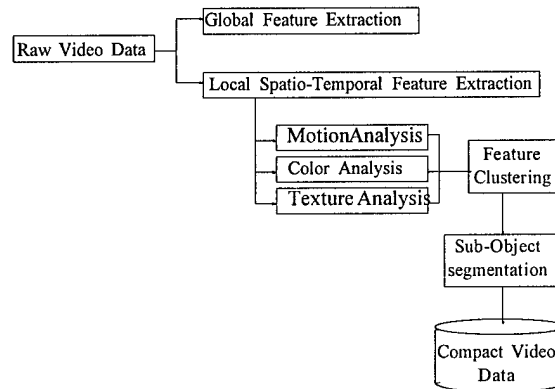 Global Feature Extraction
Raw Video Data
Local Spatio-Temporal Feature Extraction
MotionAnalysis
Color Analysis
Texture Analysis
Feature
Clustering
Sub-Object
segmentation
Compact Video
Data